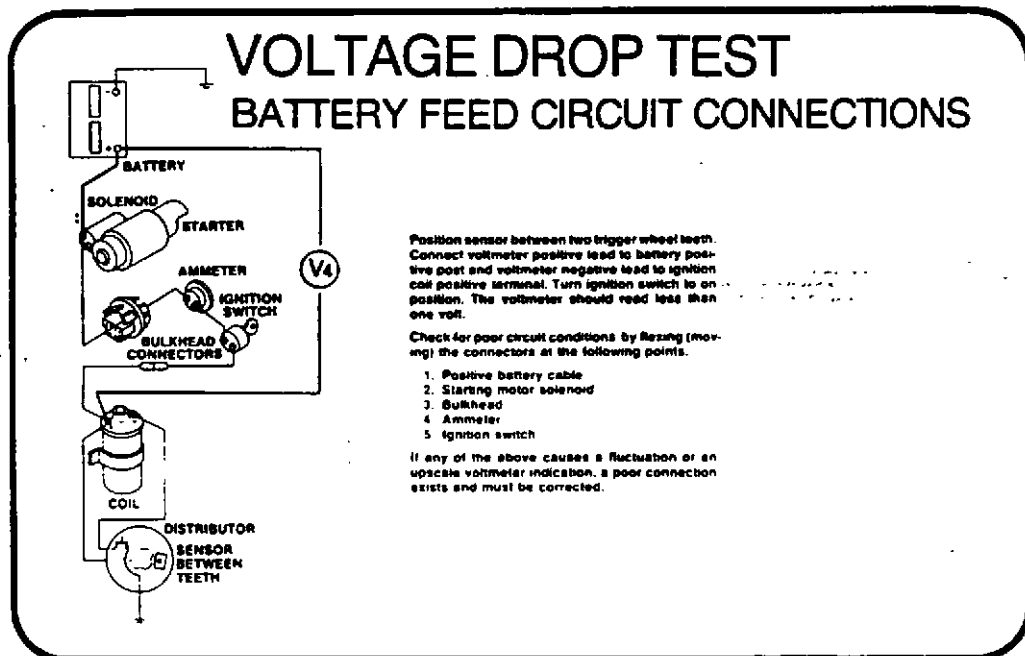 VOLTAGE DROP TEST
BATTERY FEED CIRCUIT CONNECTIONS
BATTERY
SOLENOID
STARTER
AMMETER
IGNITION
SWITCH
BULKHEAD
CONNECTORS
V4
COIL
DISTRIBUTOR
SENSOR
BETWEEN
TEETH
Position sensor between two trigger wheel teeth.
Connect voltmeter positive lead to battery posi-
tive post and voltmeter negative lead to ignition
coil positive terminal. Turn ignition switch to on
position. The voltmeter should read less than
one volt.
Check for poor circuit conditions by flexing (mov-
ing) the connectors at the following points.
1. Positive battery cable
2. Starting motor solenoid
3. Bulkhead
4 Ammeter
5 Ignition switch
If any of the above causes a fluctuation or an
upscale voltmeter indication, a poor connection
exists and must be corrected.